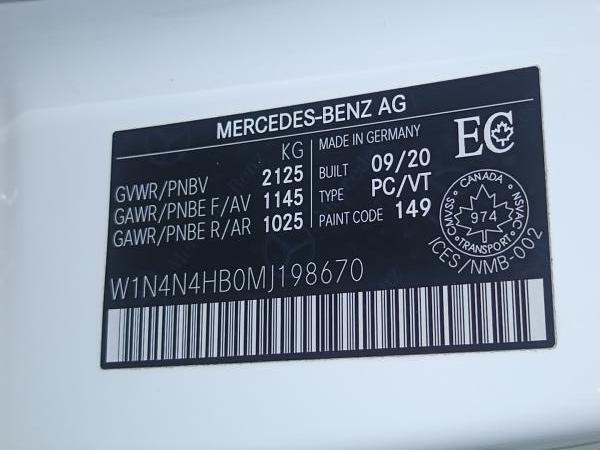 MERCEDES-BENZ AG
KG
GVWR/PNBV 2125
GAWR/PNBE F/AV 1145
GAWR/PNBE R/AR 1025
MADE IN GERMANY
BUILT 09/20
TYPE PC/VT
PAINT CODE 149
EC
CANADA
CMVSS 974 NSVAC
TRANSPORT
ICES/NMB-002
W1N4N4HB0MJ198670